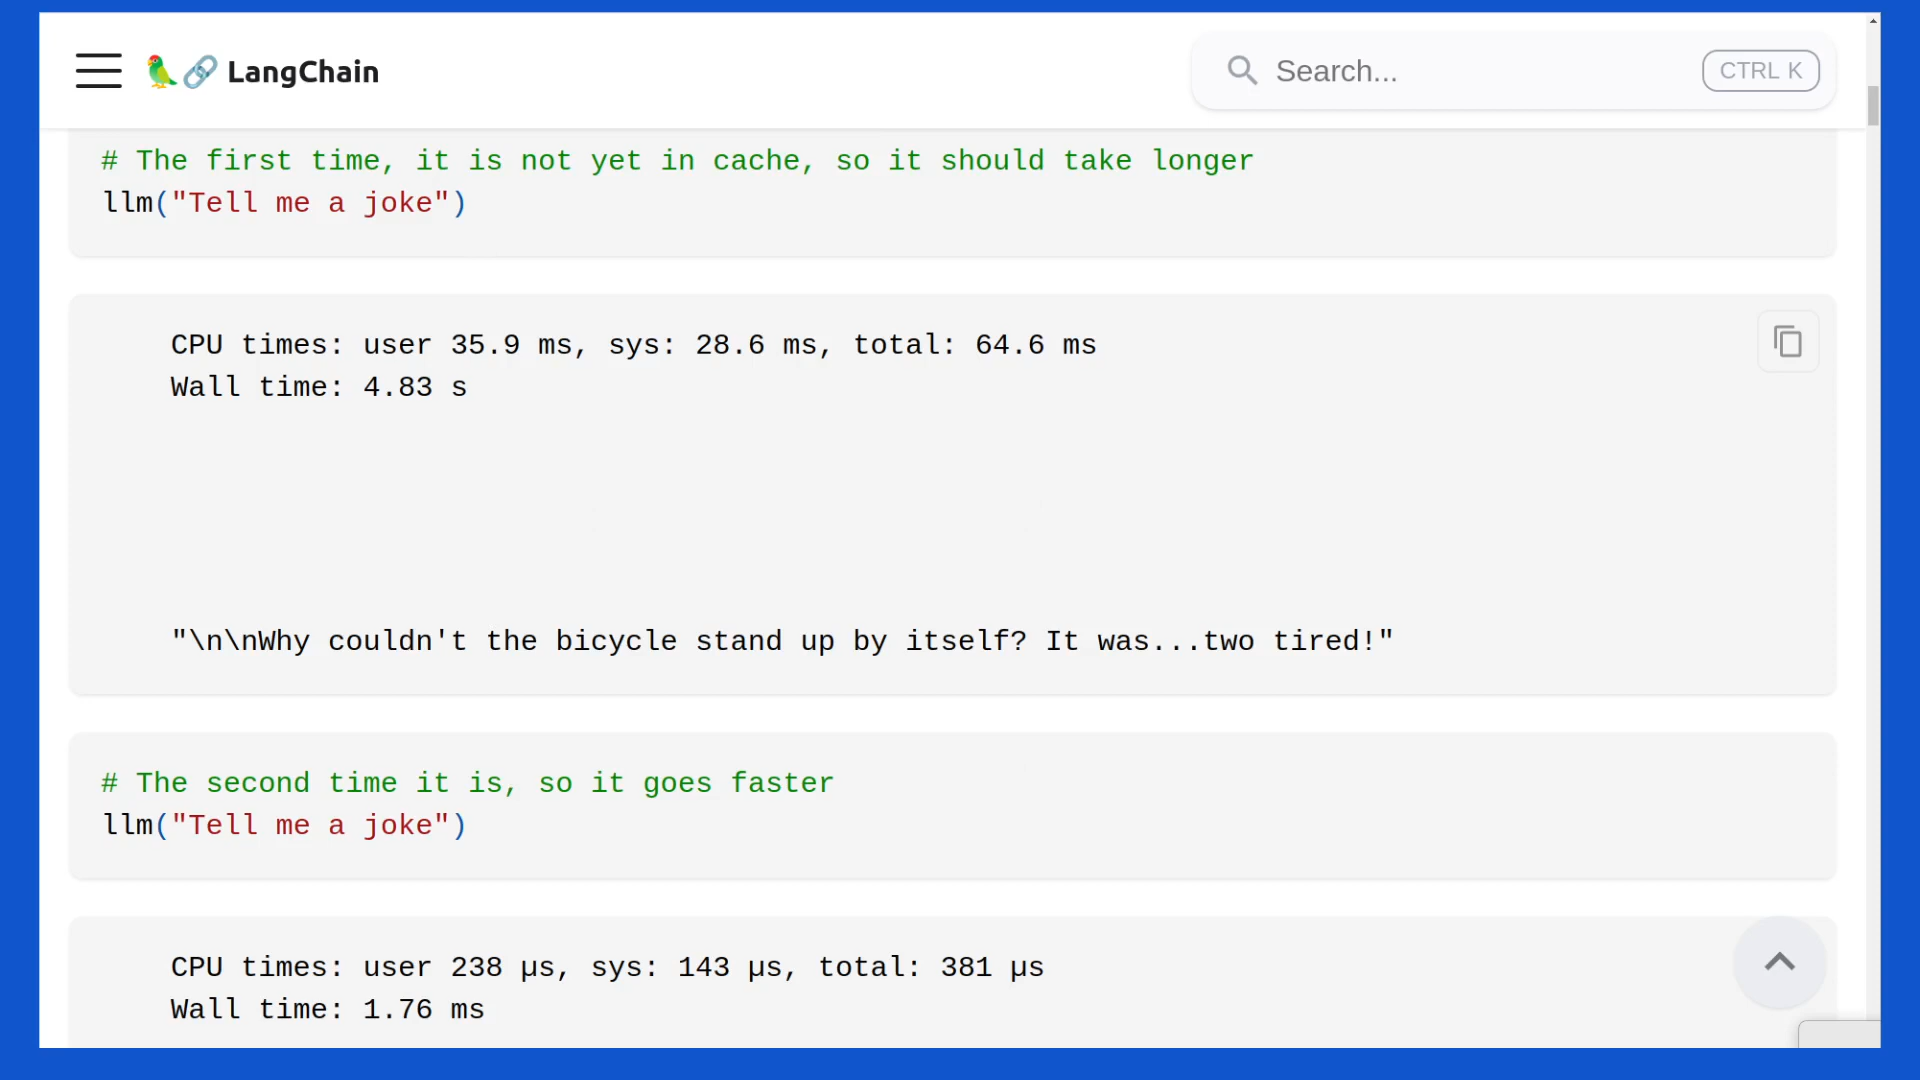 LangChain
Search...
CTRL K
# The first time, it is not yet in cache, so it should take longer
llm("Tell me a joke")
CPU times: user 35.9 ms, sys: 28.6 ms, total: 64.6 ms
Wall time: 4.83 s
"\n\nWhy couldn't the bicycle stand up by itself? It was...two tired!"
# The second time it is, so it goes faster
llm("Tell me a joke")
CPU times: user 238 µs, sys: 143 µs, total: 381 µs
Wall time: 1.76 ms